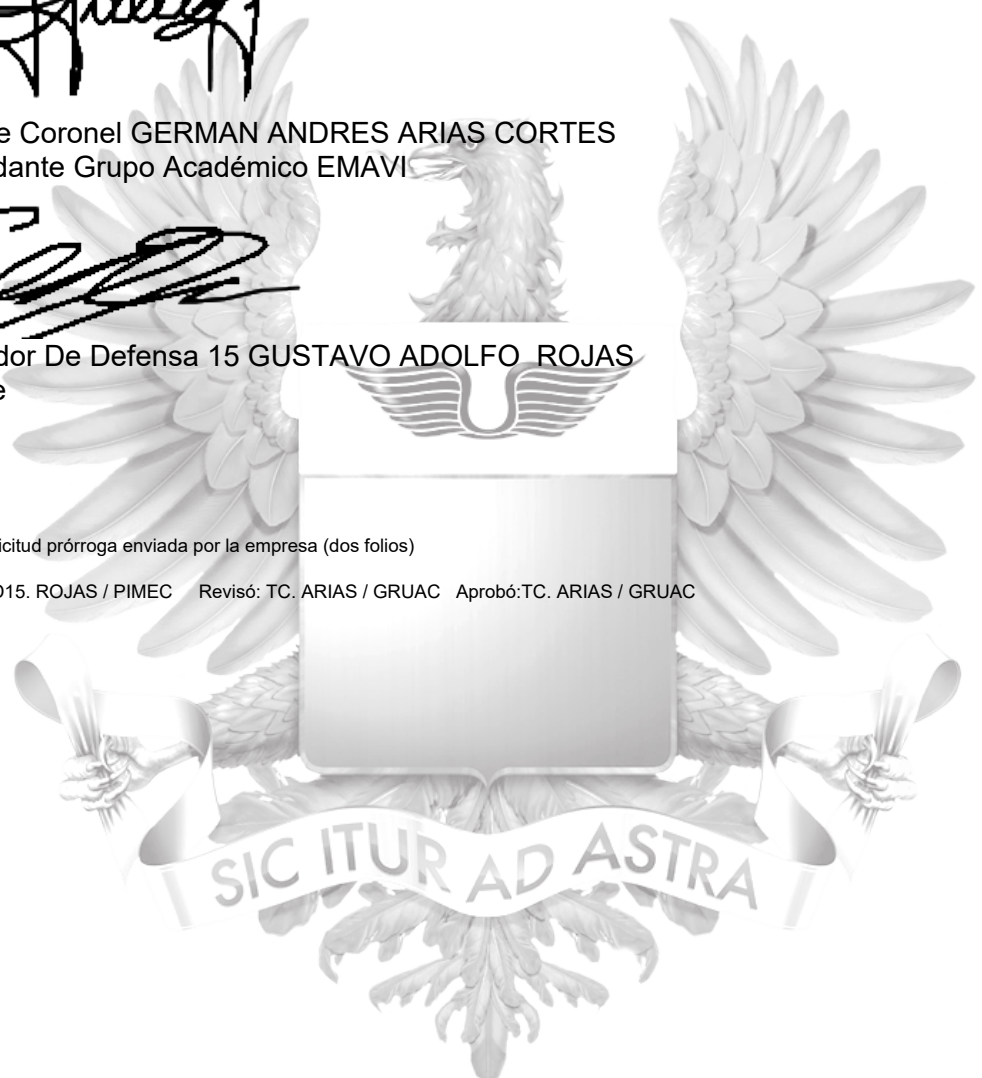 e Coronel GERMAN ANDRES ARIAS CORTES
dante Grupo Académico EMAVI
dor De Defensa 15 GUSTAVO ADOLFO  ROJAS
e
icitud prórroga enviada por la empresa (dos folios)
D15. ROJAS / PIMEC     Revisó: TC. ARIAS / GRUAC   Aprobó:TC. ARIAS / GRUAC
SIC ITUR AD ASTRA